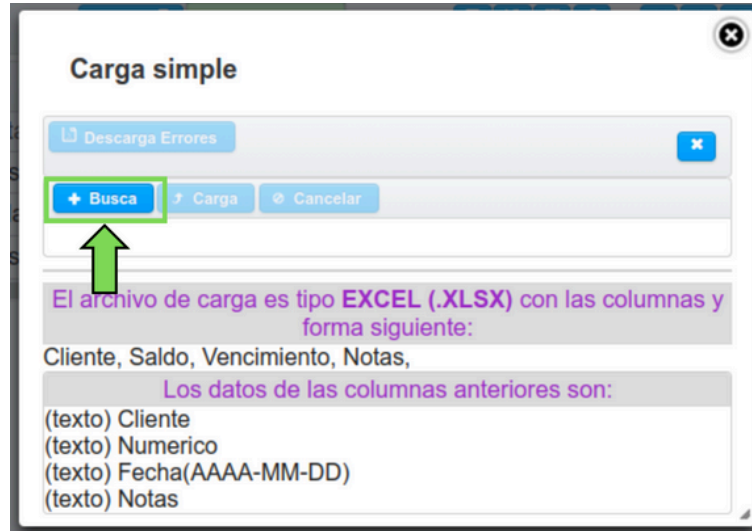 Carga simple
Descarga Errores
Busca
Carga
Cancelar
El archivo de carga es tipo EXCEL (.XLSX) con las columnas y
forma siguiente:
Cliente, Saldo, Vencimiento, Notas,
Los datos de las columnas anteriores son:
(texto) Cliente
(texto) Numerico
(texto) Fecha(AAAA-MM-DD)
(texto) Notas